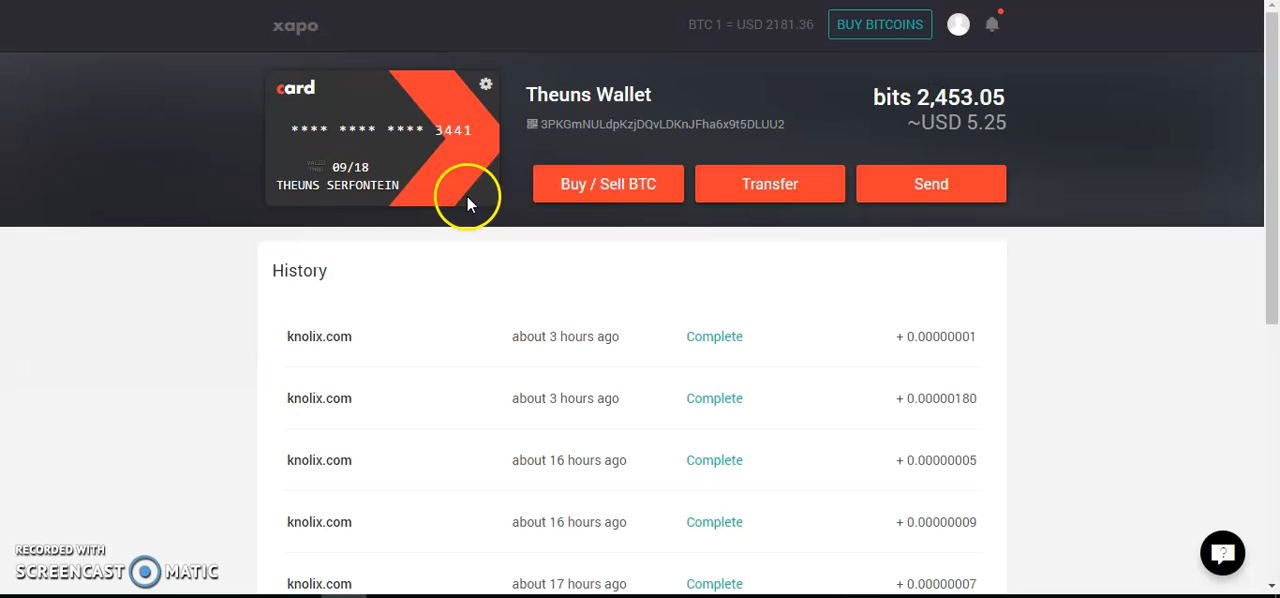 xapo
BTC 1 = USD 2181.36
BUY BITCOINS
card
**** **** **** 3441
VALID THRU 09/18
THEUNS SERFONTEIN
Theuns Wallet
3PKGmNULdpKzjDQvLDKnJFha6x9t5DLUU2
bits 2,453.05
~USD 5.25
Buy / Sell BTC
Transfer
Send
History
knolix.com about 3 hours ago Complete + 0.00000001
knolix.com about 3 hours ago Complete + 0.00000180
knolix.com about 16 hours ago Complete + 0.00000005
knolix.com about 16 hours ago Complete + 0.00000009
knolix.com about 17 hours ago Complete + 0.00000007
RECORDED WITH
SCREENCAST MATIC
?